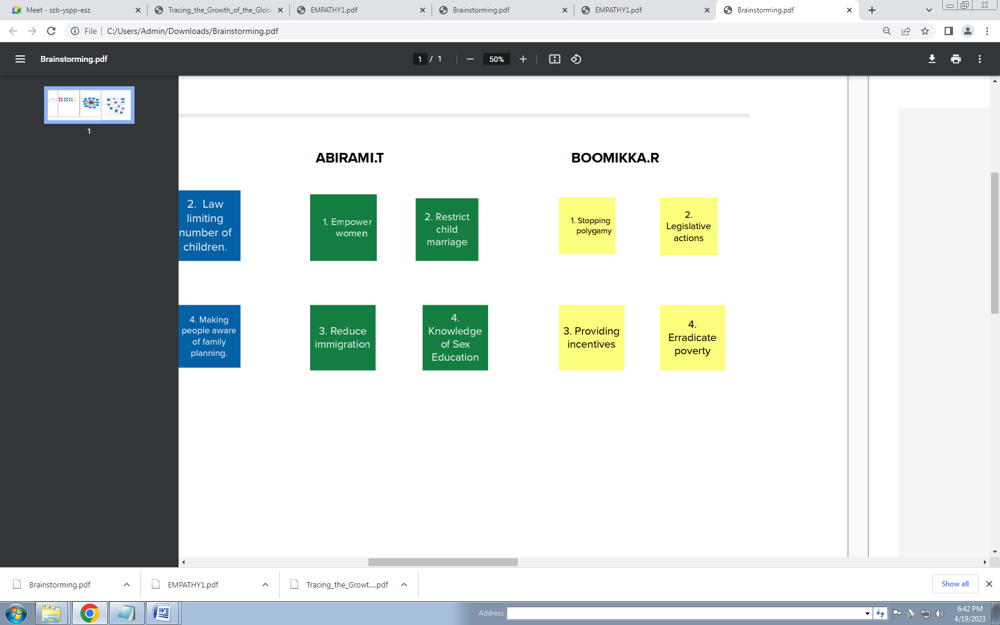 Meet - szb-yspp-esz
Tracing_the_Growth_of_the_Glob
EMPATHY1.pdf
Brainstorming.pdf
EMPATHY1.pdf
Brainstorming.pdf
File
C:/Users/Admin/Downloads/Brainstorming.pdf
Brainstorming.pdf
1 / 1
50%
1
ABIRAMI.T
BOOMIKKA.R
2. Law
limiting
number of
children.
1. Empower
women
2. Restrict
child
marriage
1. Stopping
polygamy
2.
Legislative
actions
4. Making
people aware
of family
planning.
3. Reduce
immigration
4.
Knowledge
of Sex
Education
3. Providing
incentives
4.
Erradicate
poverty
Brainstorming.pdf
EMPATHY1.pdf
Tracing_the_Growt....pdf
Show all
Address
6:42 PM
4/19/2023